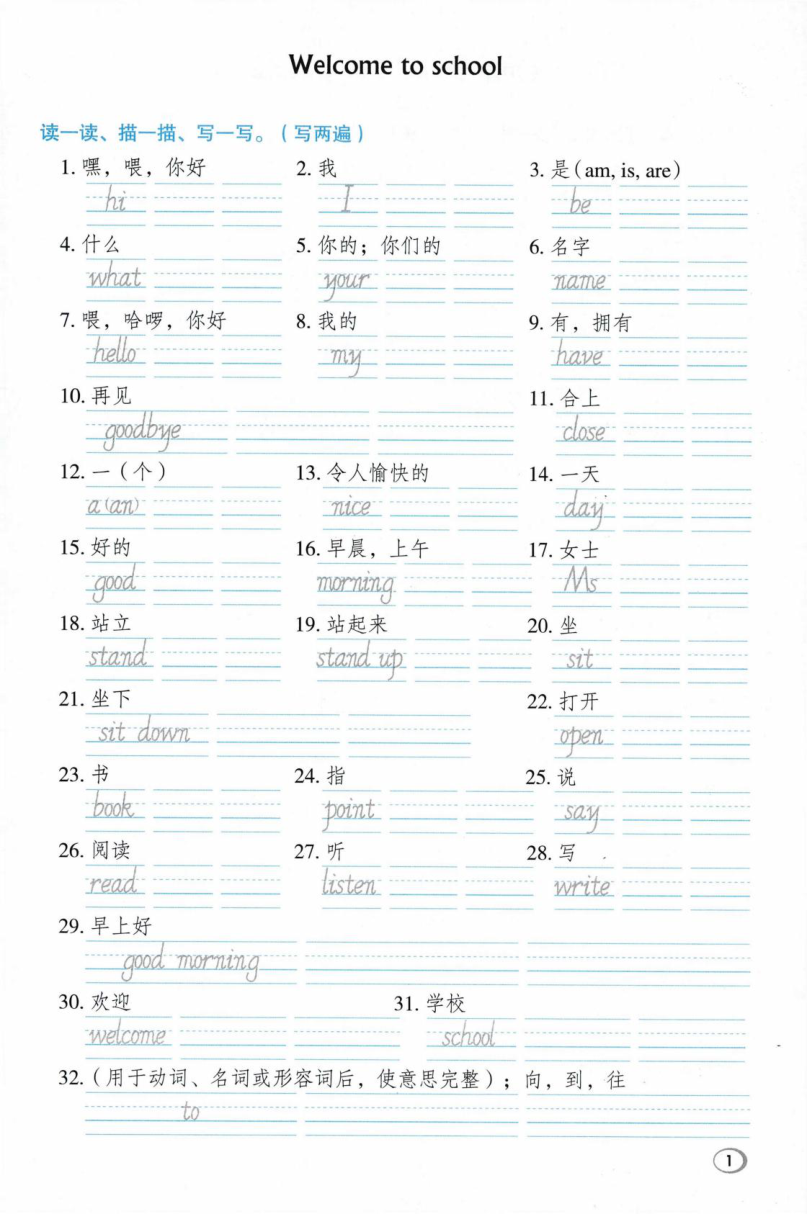 Welcome to school
读一读、描一描、写一写。(写两遍)
1. 嘿，喂，你好 2. 我 3. 是(am, is, are)
hi I be
4. 什么 5. 你的；你们的 6. 名字
what your name
7. 喂，哈啰，你好 8. 我的 9. 有，拥有
hello my have
10. 再见 11. 合上
goodbye close
12. 一(个) 13. 令人愉快的 14. 一天
a(an) nice day
15. 好的 16. 早晨，上午 17. 女士
good morning Ms
18. 站立 19. 站起来 20. 坐
stand stand up sit
21. 坐下 22. 打开
sit down open
23. 书 24. 指 25. 说
book point say
26. 阅读 27. 听 28. 写
read listen write
29. 早上好
good morning
30. 欢迎 31. 学校
welcome school
32.(用于动词、名词或形容词后，使意思完整)；向，到，往
to
1